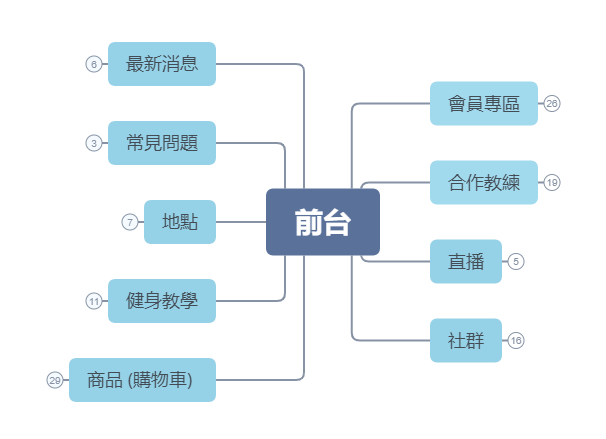 前台
最新消息
6
常見問題
3
地點
7
健身教學
11
商品 (購物車)
29
會員專區
26
合作教練
19
直播
5
社群
16